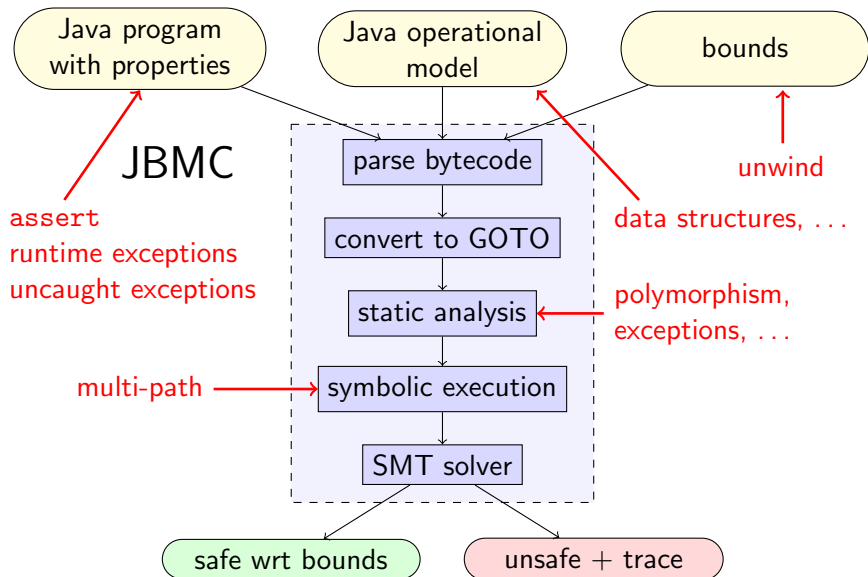 Java program
with properties
Java operational
model
bounds
JBMC
parse bytecode
unwind
assert
runtime exceptions
uncaught exceptions
data structures, ...
convert to GOTO
static analysis
polymorphism,
exceptions, ...
multi-path
symbolic execution
SMT solver
safe wrt bounds
unsafe + trace